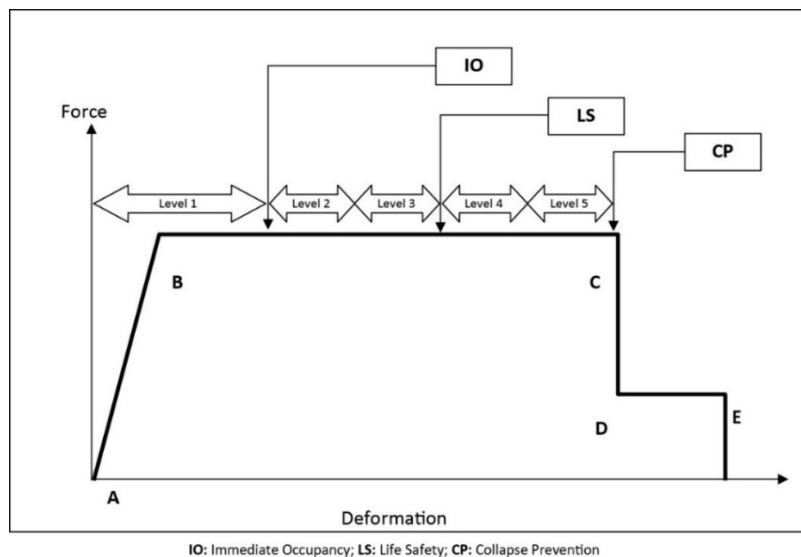 IO
Force
LS
CP
Level 1
Level 2
Level 3
Level 4
Level 5
B
C
D
E
A
Deformation
IO: Immediate Occupancy; LS: Life Safety; CP: Collapse Prevention